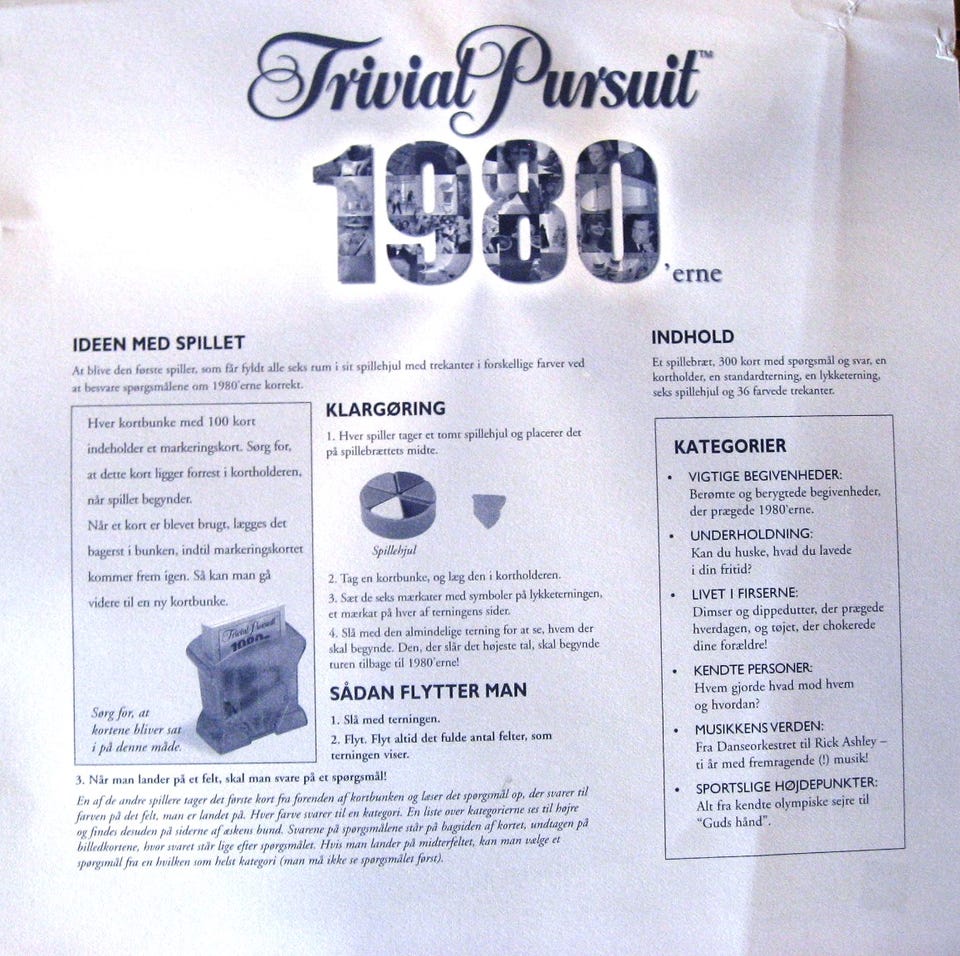 Trivial Pursuit™
1980
'erne
IDEEN MED SPILLET
At blive den første spiller, som får fyldt alle seks rum i sit spillehjul med trekanter i forskellige farver ved
at besvare spørgsmålene om 1980'erne korrekt.
Hver kortbunke med 100 kort
indeholder et markeringskort. Sørg for,
at dette kort ligger forrest i kortholderen,
når spillet begynder.
Når et kort er blevet brugt, lægges det
bagerst i bunken, indtil markeringskortet
kommer frem igen. Så kan man gå
videre til en ny kortbunke.
Trivial Pursuit
1980
Sørg for, at
kortene bliver sat
i på denne måde.
KLARGØRING
1. Hver spiller tager et tomt spillehjul og placerer det
på spillebrættets midte.
Spillehjul
2. Tag en kortbunke, og læg den i kortholderen.
3. Sæt de seks mærkater med symboler på lykketerningen,
et mærkat på hver af terningens sider.
4. Slå med den almindelige terning for at se, hvem der
skal begynde. Den, der slår det højeste tal, skal begynde
turen tilbage til 1980'erne!
SÅDAN FLYTTER MAN
1. Slå med terningen.
2. Flyt. Flyt altid det fulde antal felter, som
terningen viser.
3. Når man lander på et felt, skal man svare på et spørgsmål!
En af de andre spillere tager det første kort fra forenden af kortbunken og læser det spørgsmål op, der svarer til
farven på det felt, man er landet på. Hver farve svarer til en kategori. En liste over kategorierne ses til højre
og findes desuden på siderne af æskens bund. Svarene på spørgsmålene står på bagsiden af kortet, undtagen på
billedkortene, hvor svaret står lige efter spørgsmålet. Hvis man lander på midterfeltet, kan man vælge et
spørgsmål fra en hvilken som helst kategori (man må ikke se spørgsmålet først).
INDHOLD
Et spillebræt, 300 kort med spørgsmål og svar, en
kortholder, en standardterning, en lykketerning,
seks spillehjul og 36 farvede trekanter.
KATEGORIER
• VIGTIGE BEGIVENHEDER:
Berømte og berygtede begivenheder,
der prægede 1980'erne.
• UNDERHOLDNING:
Kan du huske, hvad du lavede
i din fritid?
• LIVET I FIRSERNE:
Dimser og dippedutter, der prægede
hverdagen, og tøjet, der chokerede
dine forældre!
• KENDTE PERSONER:
Hvem gjorde hvad mod hvem
og hvordan?
• MUSIKKENS VERDEN:
Fra Danseorkestret til Rick Ashley –
ti år med fremragende (!) musik!
• SPORTSLIGE HØJDEPUNKTER:
Alt fra kendte olympiske sejre til
"Guds hånd".